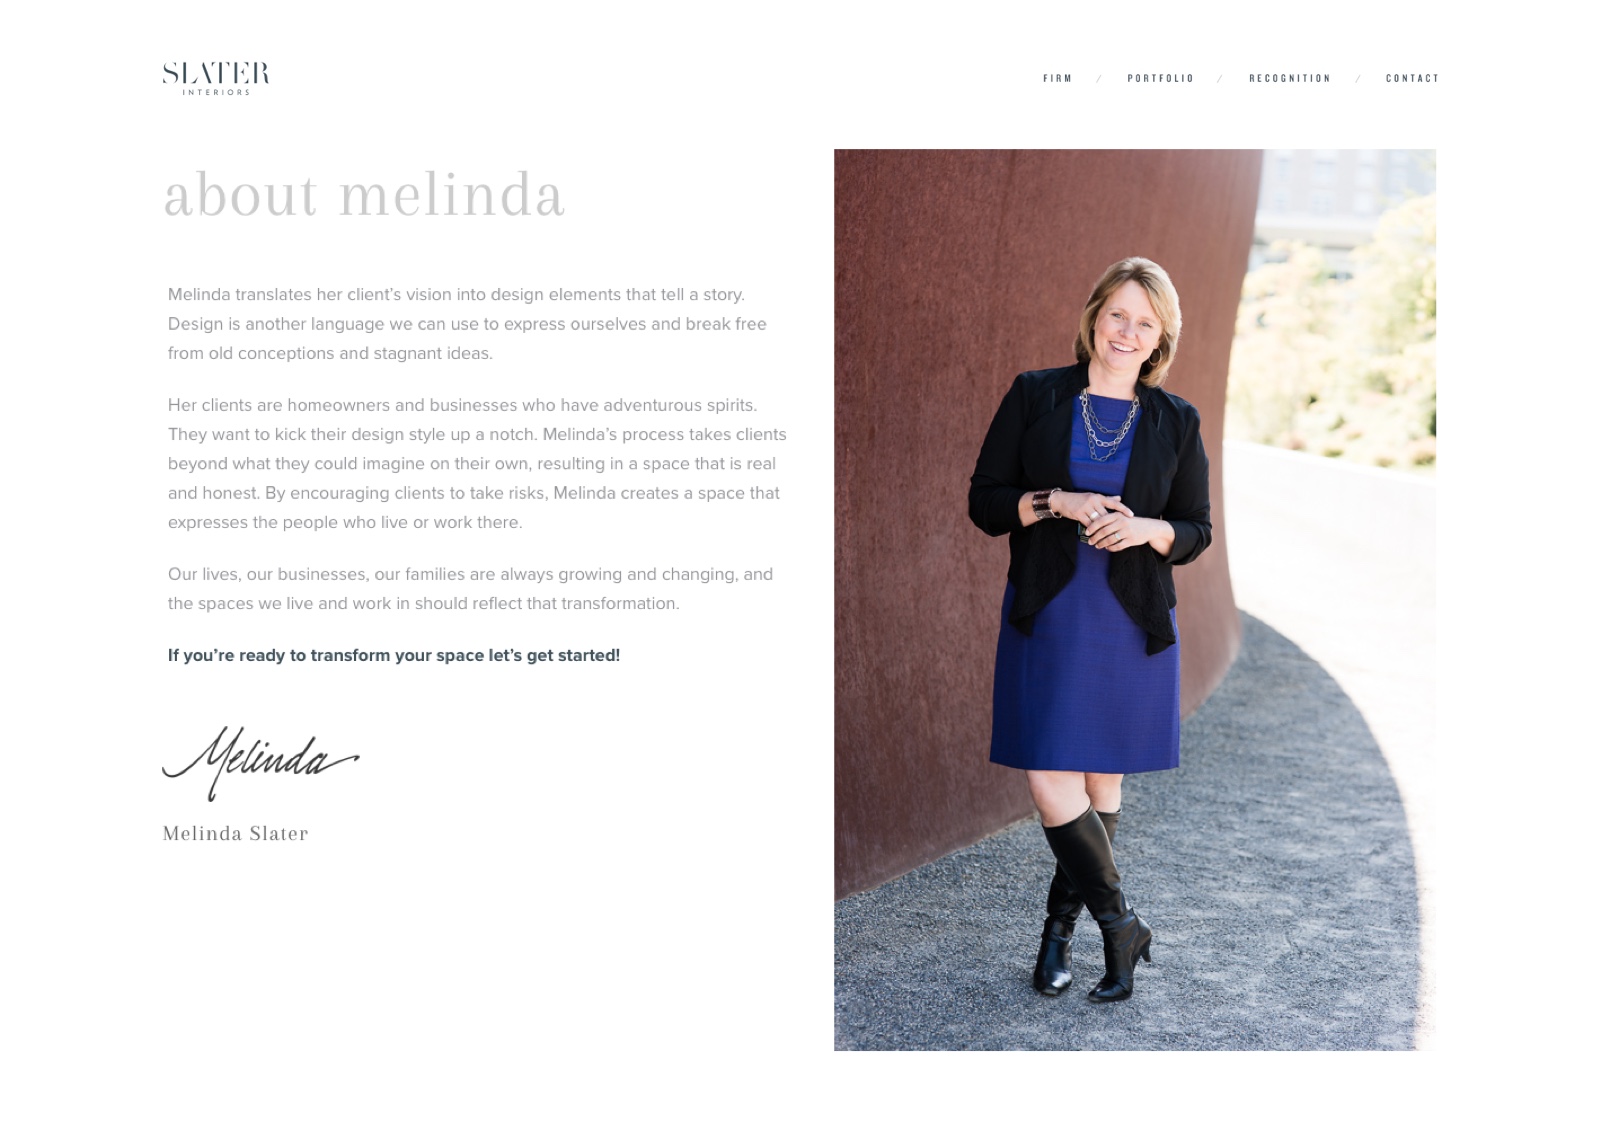 SLATER
INTERIORS
FIRM / PORTFOLIO / RECOGNITION / CONTACT
about melinda
Melinda translates her client’s vision into design elements that tell a story.
Design is another language we can use to express ourselves and break free
from old conceptions and stagnant ideas.
Her clients are homeowners and businesses who have adventurous spirits.
They want to kick their design style up a notch. Melinda’s process takes clients
beyond what they could imagine on their own, resulting in a space that is real
and honest. By encouraging clients to take risks, Melinda creates a space that
expresses the people who live or work there.
Our lives, our businesses, our families are always growing and changing, and
the spaces we live and work in should reflect that transformation.
If you’re ready to transform your space let’s get started!
Melinda
Melinda Slater